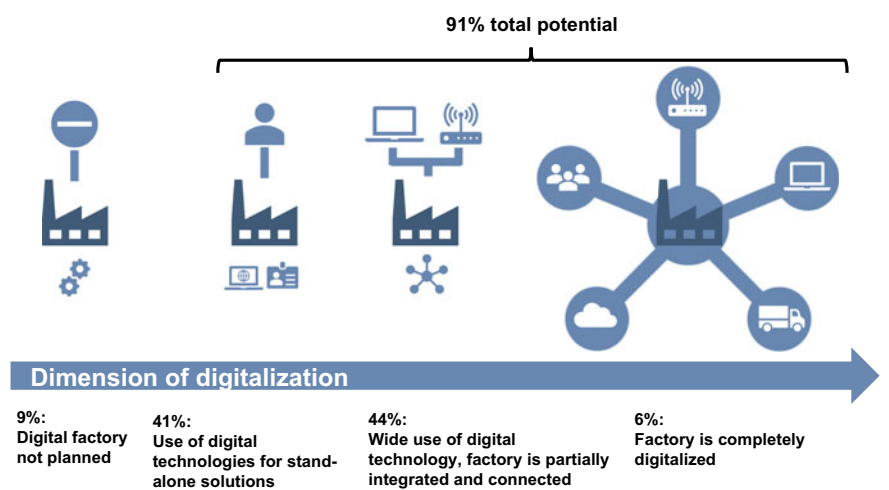 91% total potential
Dimension of digitalization
9%:
Digital factory
not planned
41%:
Use of digital
technologies for stand-
alone solutions
44%:
Wide use of digital
technology, factory is partially
integrated and connected
6%:
Factory is completely
digitalized